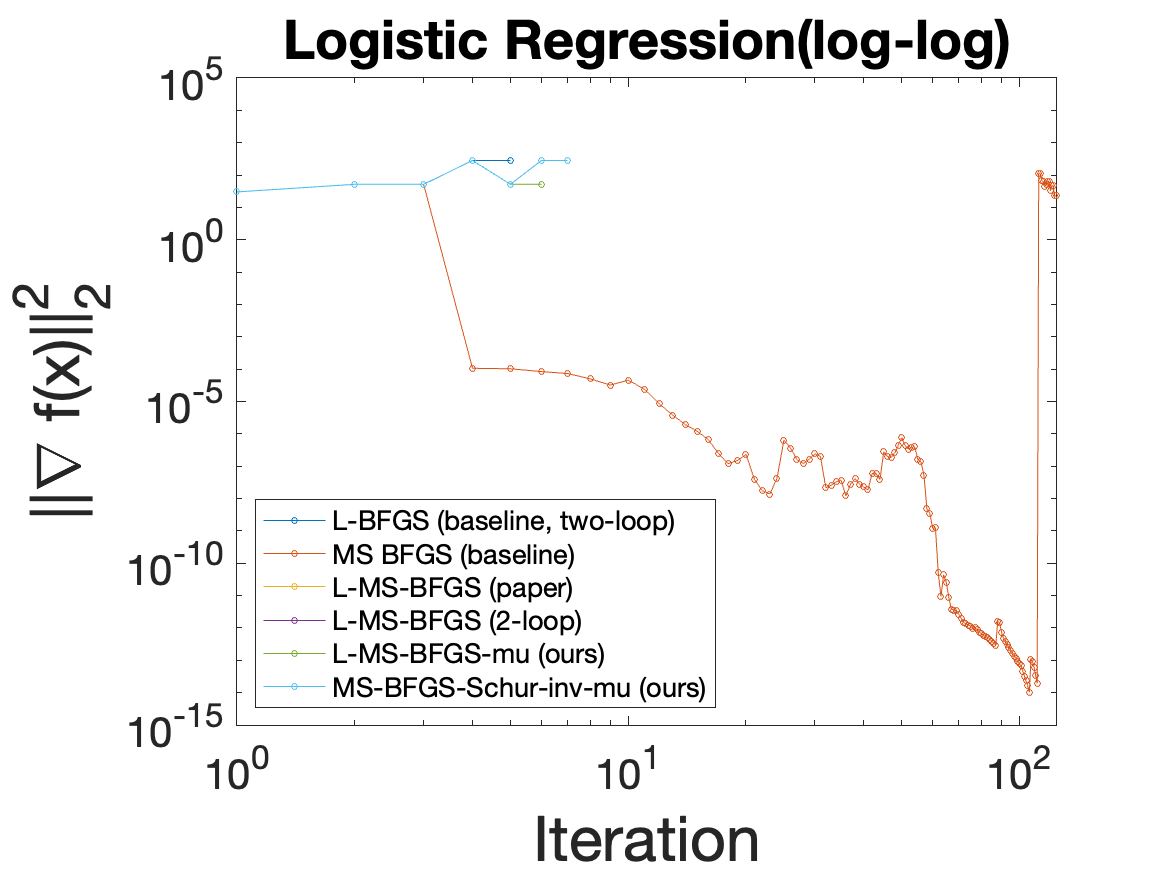 Logistic Regression(log-log)
10^5
10^0
10^-5
10^-10
10^-15
||∇ f(x)||_2^2
L-BFGS (baseline, two-loop)
MS BFGS (baseline)
L-MS-BFGS (paper)
L-MS-BFGS (2-loop)
L-MS-BFGS-mu (ours)
MS-BFGS-Schur-inv-mu (ours)
10^0 10^1 10^2
Iteration